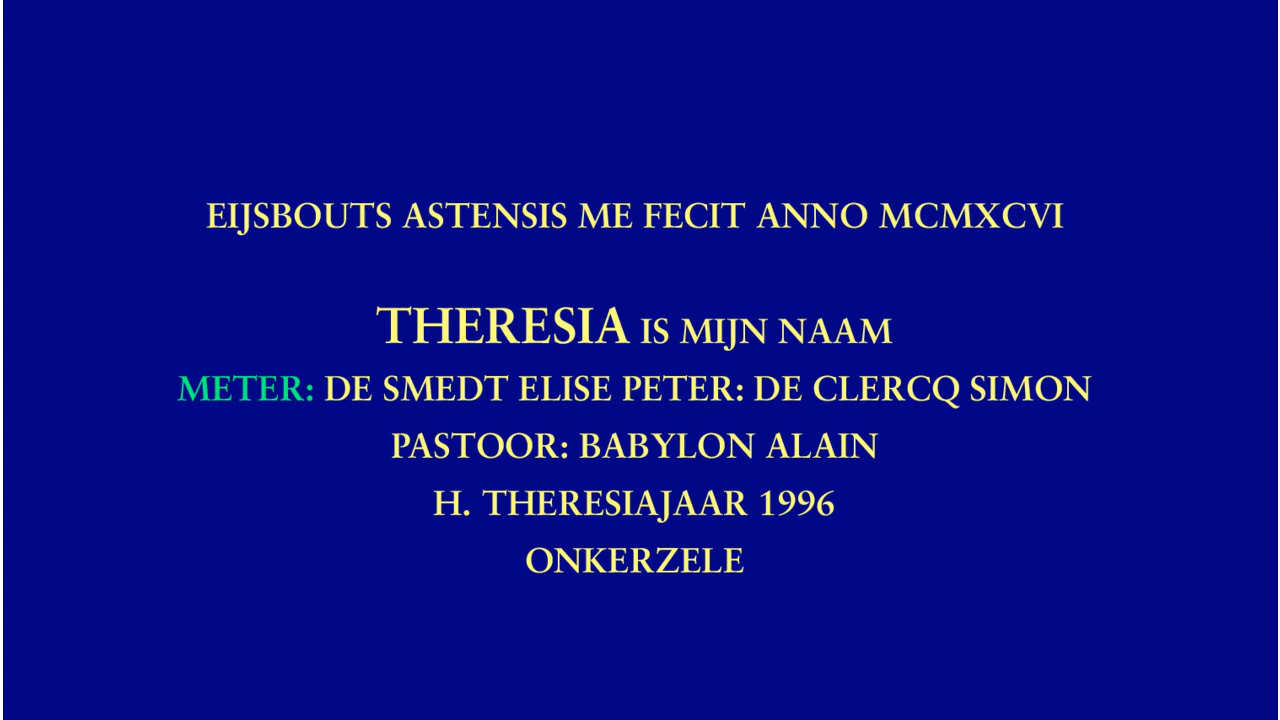 EIJSBOUTS ASTENSIS ME FECIT ANNO MCMXCVI
THERESIA IS MIJN NAAM
METER: DE SMEDT ELISE PETER: DE CLERCQ SIMON
PASTOOR: BABYLON ALAIN
H. THERESIAJAAR 1996
ONKERZELE